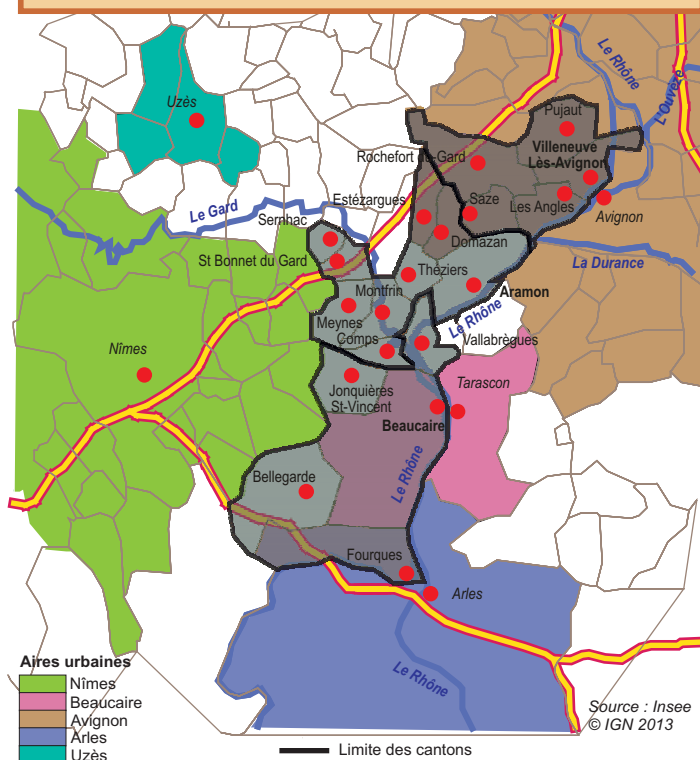 Le Rhône
L'Ouvèze
Uzès
Pujaut
Villeneuve
Lès-Avignon
Rochefort du-Gard
Estézargues
Saze
Les Angles
Avignon
Le Gard
Sernhac
Domazan
St Bonnet du Gard
Théziers
La Durance
Aramon
Montfrin
Meynes
Comps
Le Rhône
Vallabrègues
Nîmes
Tarascon
Jonquières
St-Vincent
Beaucaire
Le Rhône
Bellegarde
Fourques
Arles
Le Rhône
Aires urbaines
Nîmes
Beaucaire
Avignon
Arles
Uzès
Source : Insee
© IGN 2013
Limite des cantons